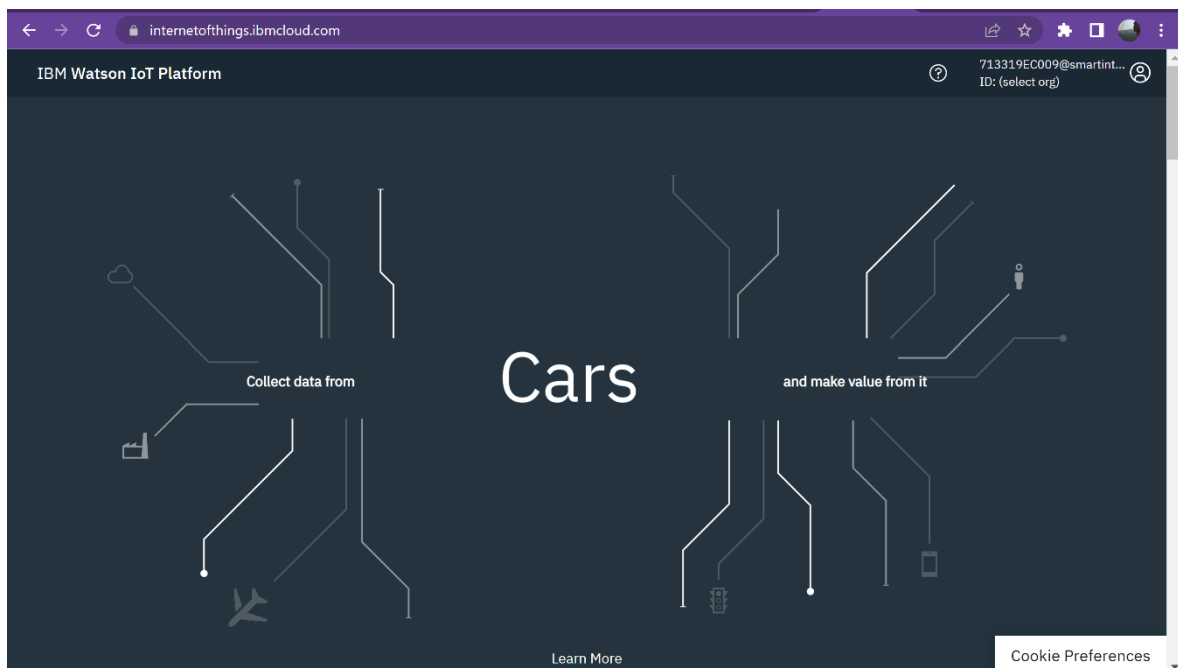 internetofthings.ibmcloud.com
IBM Watson IoT Platform
713319EC009@smartint...
ID: (select org)
Collect data from
Cars
and make value from it
Learn More
Cookie Preferences